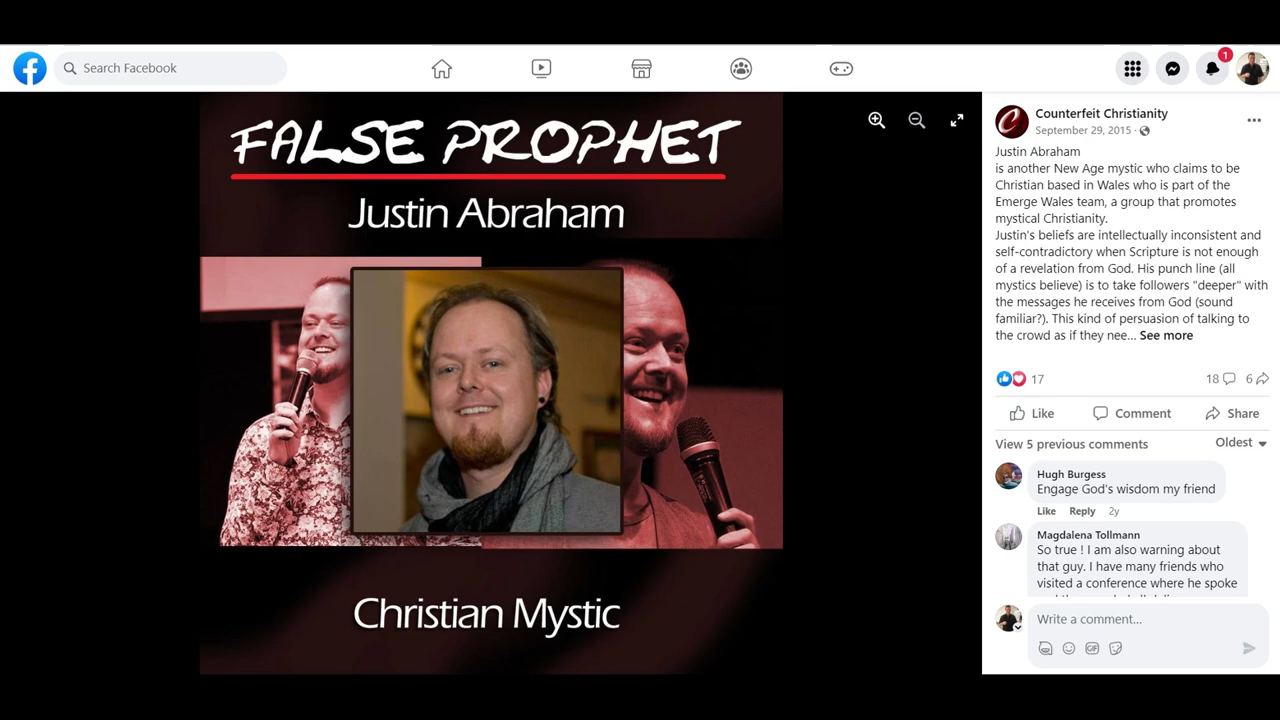 Search Facebook
1
FALSE PROPHET
Justin Abraham
Christian Mystic
Counterfeit Christianity
September 29, 2015 ·
Justin Abraham
is another New Age mystic who claims to be
Christian based in Wales who is part of the
Emerge Wales team, a group that promotes
mystical Christianity.
Justin's beliefs are intellectually inconsistent and
self-contradictory when Scripture is not enough
of a revelation from God. His punch line (all
mystics believe) is to take followers "deeper" with
the messages he receives from God (sound
familiar?). This kind of persuasion of talking to
the crowd as if they nee... See more
17 18 6
Like Comment Share
View 5 previous comments Oldest
Hugh Burgess
Engage God's wisdom my friend
Like Reply 2y
Magdalena Tollmann
So true ! I am also warning about
that guy. I have many friends who
visited a conference where he spoke
Write a comment...
GIF